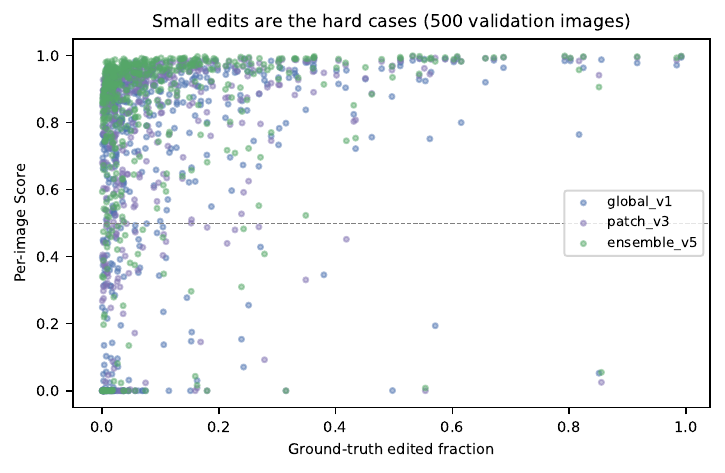 Small edits are the hard cases (500 validation images)
Per-image Score
1.0
0.8
0.6
0.4
0.2
0.0
global_v1
patch_v3
ensemble_v5
0.0
0.2
0.4
0.6
0.8
1.0
Ground-truth edited fraction